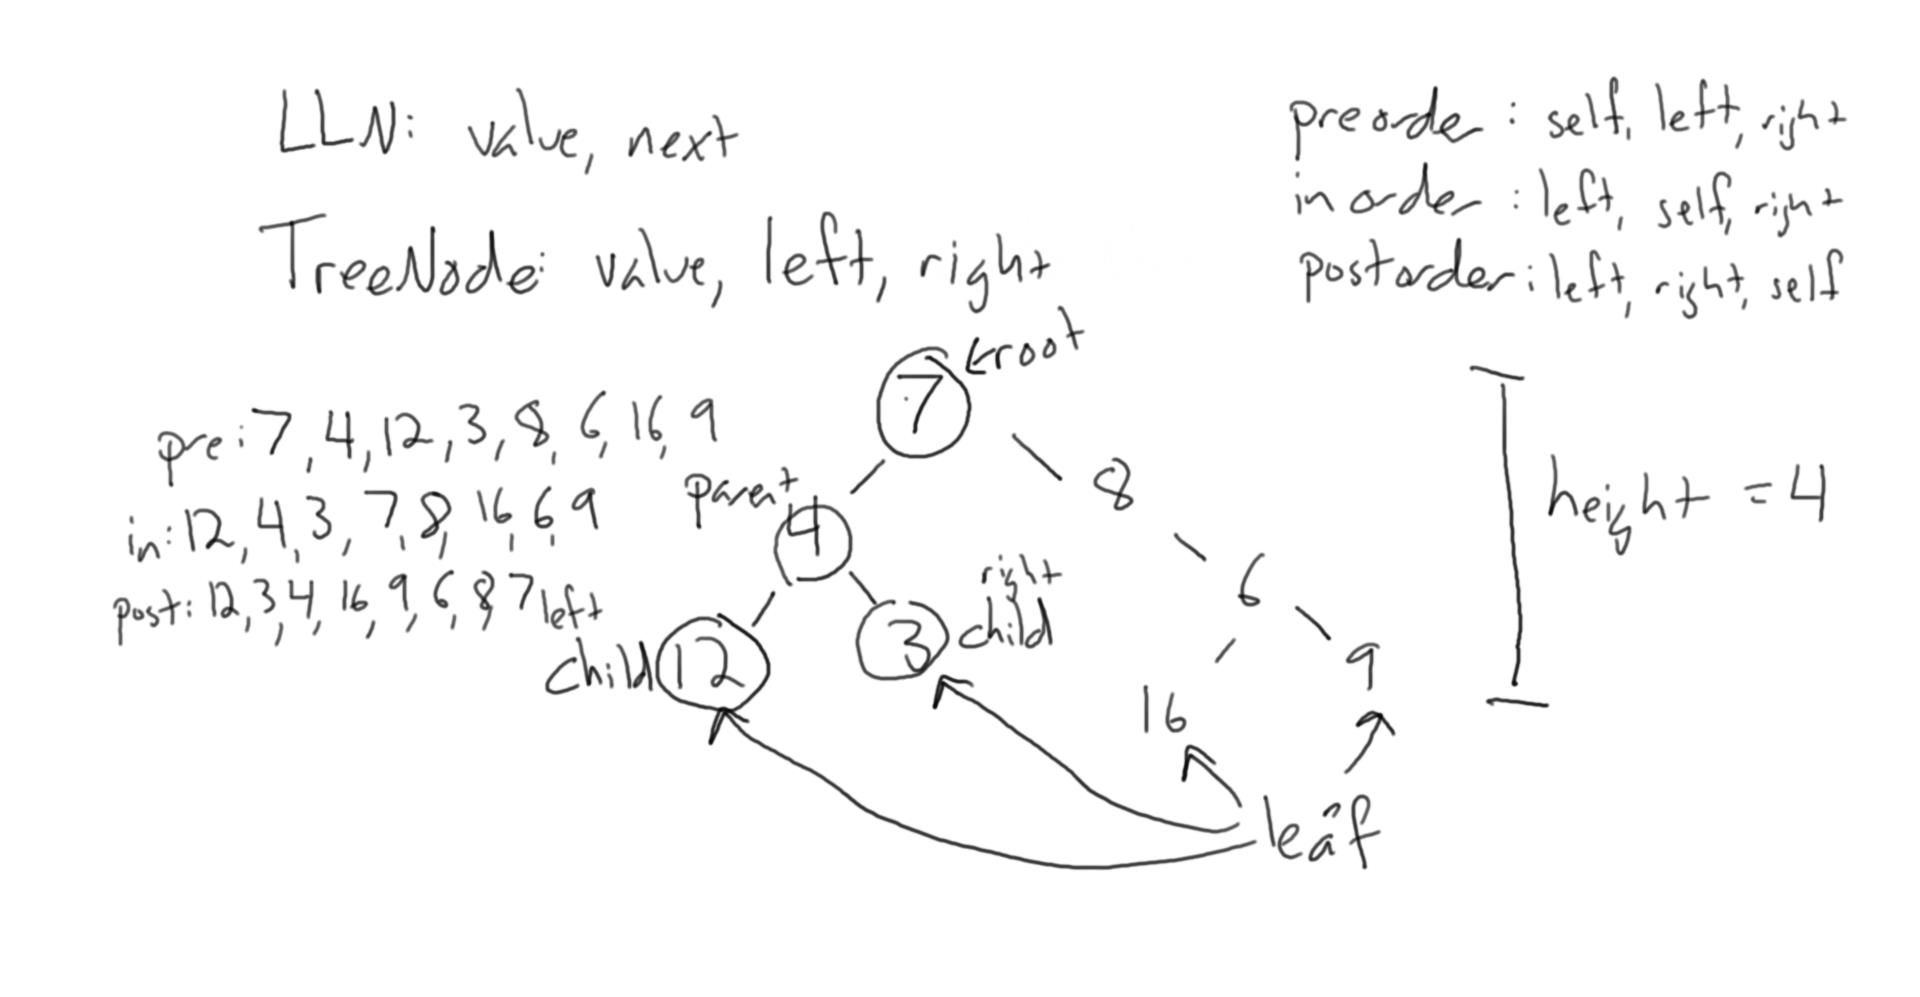 LLN: value, next
TreeNode: value, left, right
preorder: self, left, right
in order: left, self, right
postorder: left, right, self
←root
7
pre: 7, 4, 12, 3, 8, 6, 16, 9
in: 12, 4, 3, 7, 8, 16, 6, 9
post: 12, 3, 4, 16, 9, 6, 8, 7
parent
4
8
6
left
child
12
3
right
child
16
9
leaf
height = 4